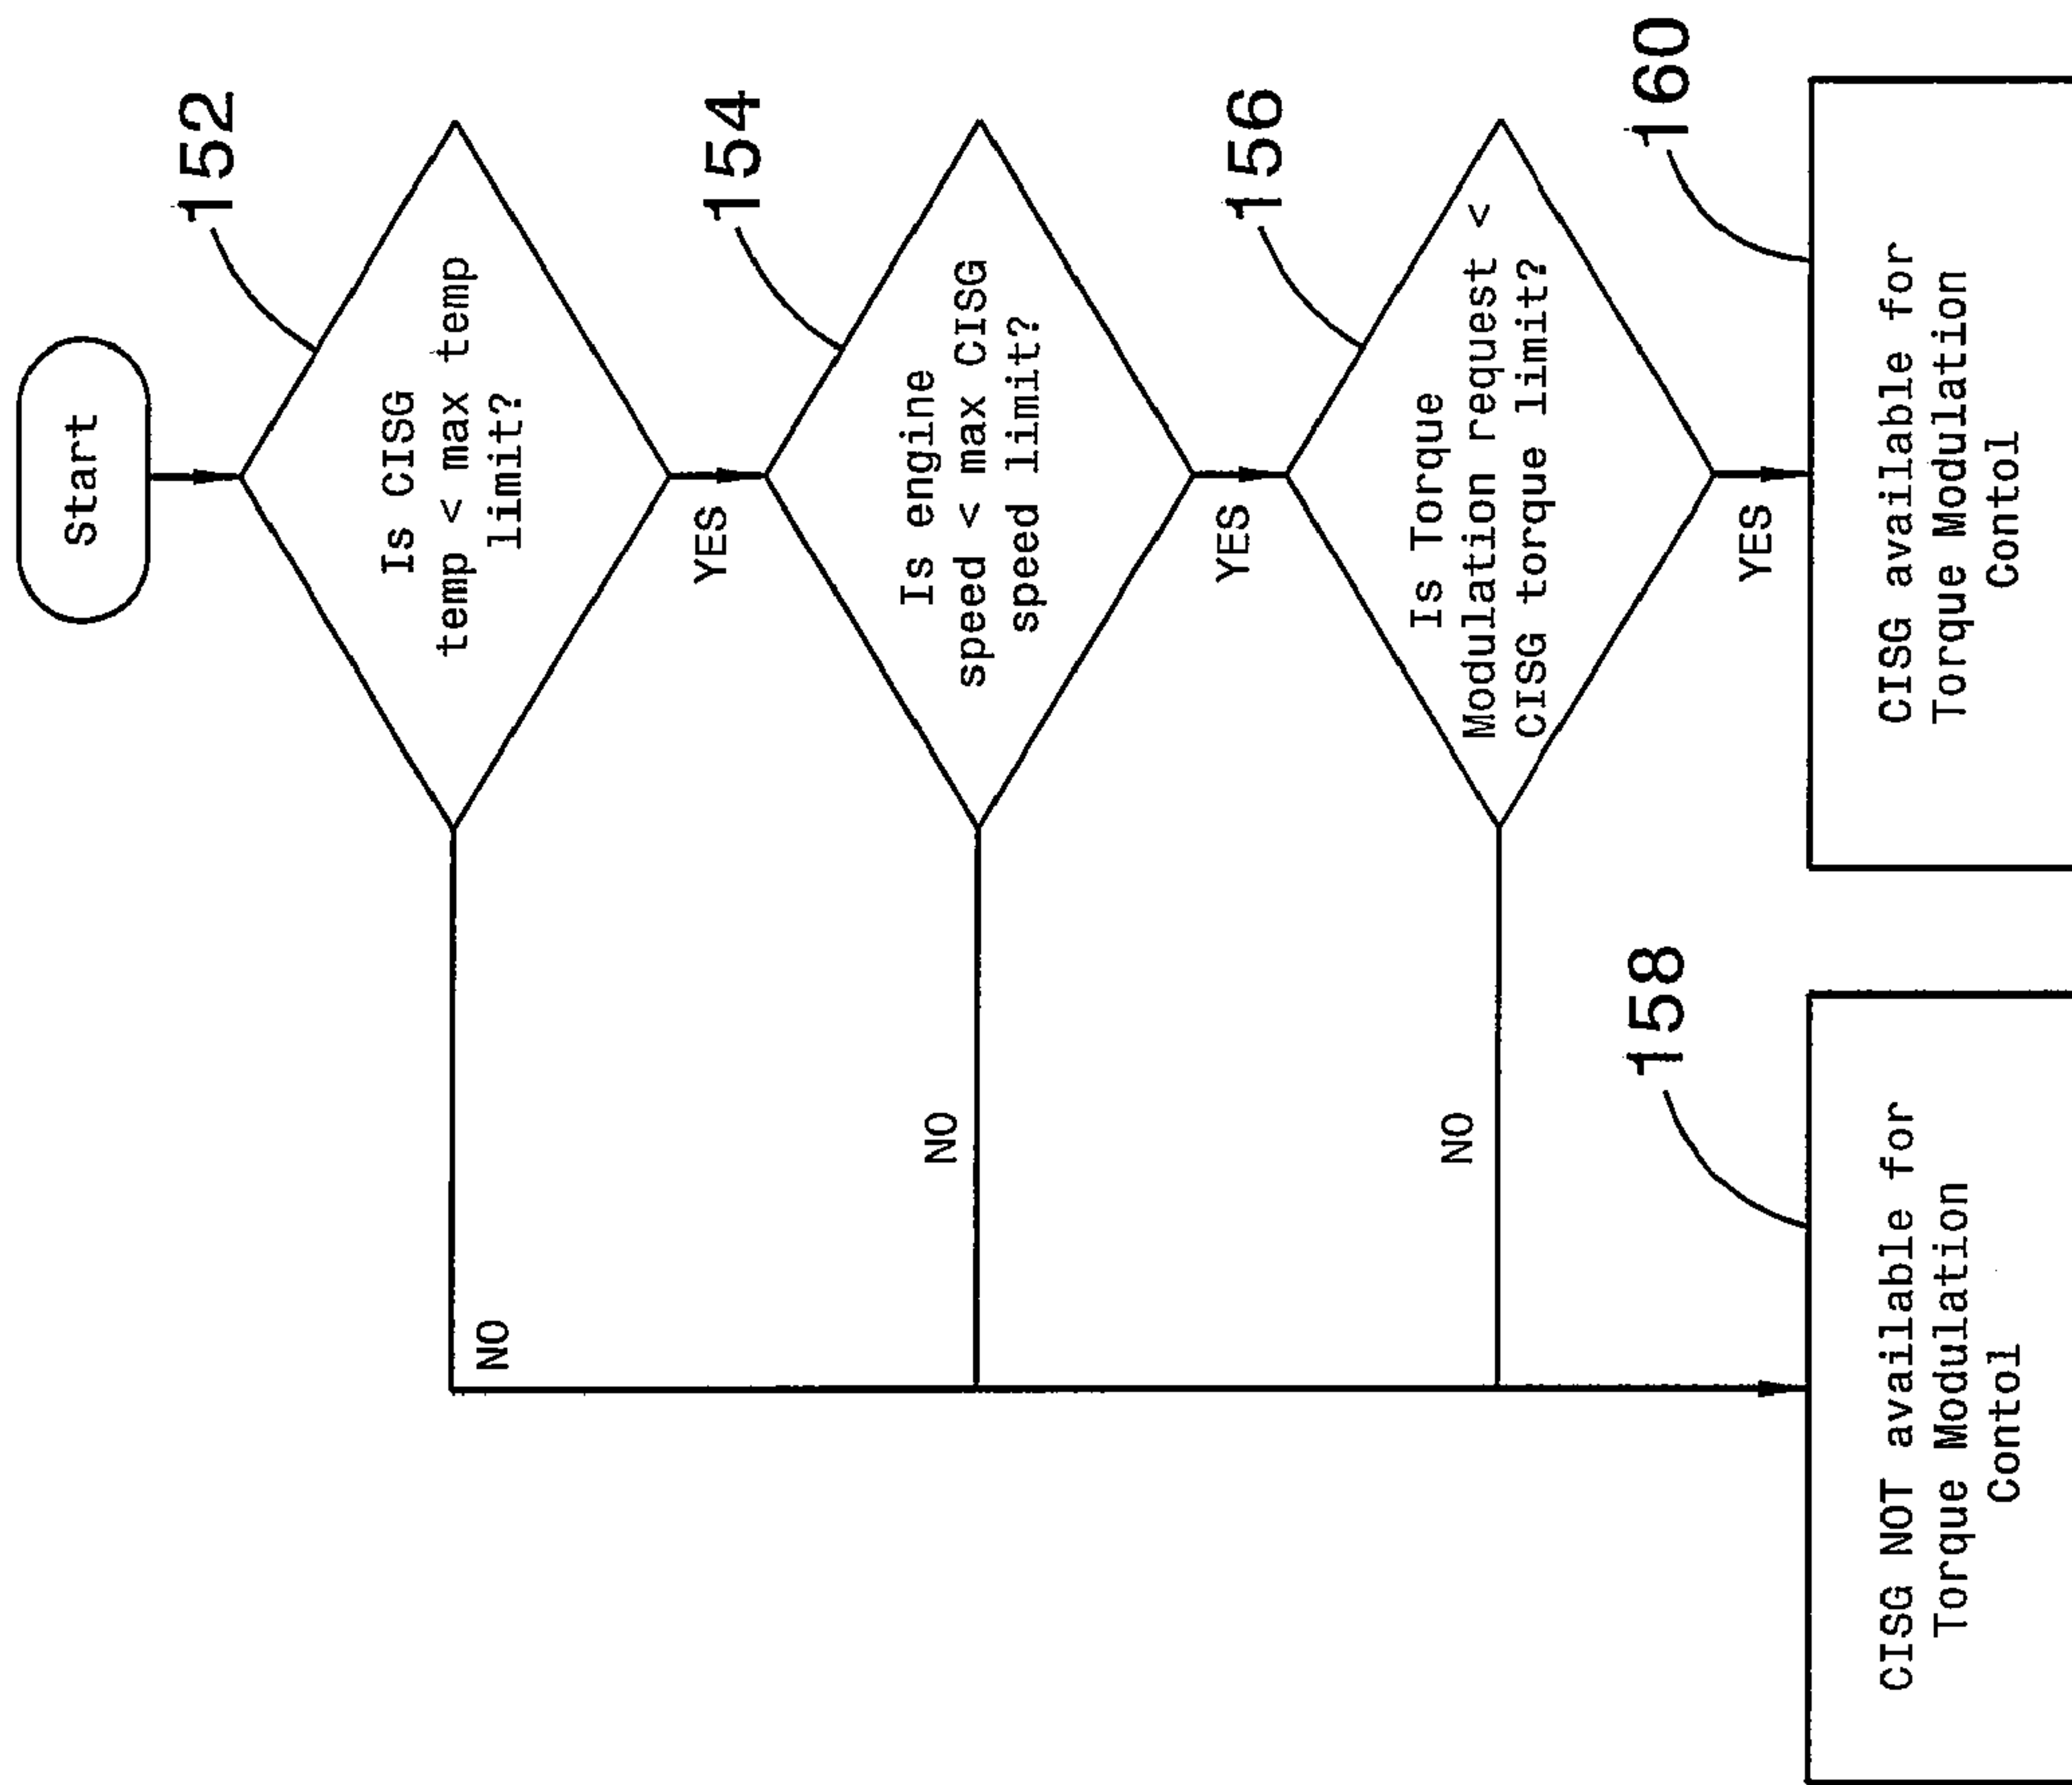 Start
152
Is CISG
temp < max temp
limit?
YES
NO
154
Is engine
speed < max CISG
speed limit?
YES
NO
156
Is Torque
Modulation request <
CISG torque limit?
YES
NO
158
CISG NOT available for
Torque Modulation
Contol
160
CISG available for
Torque Modulation
Contol